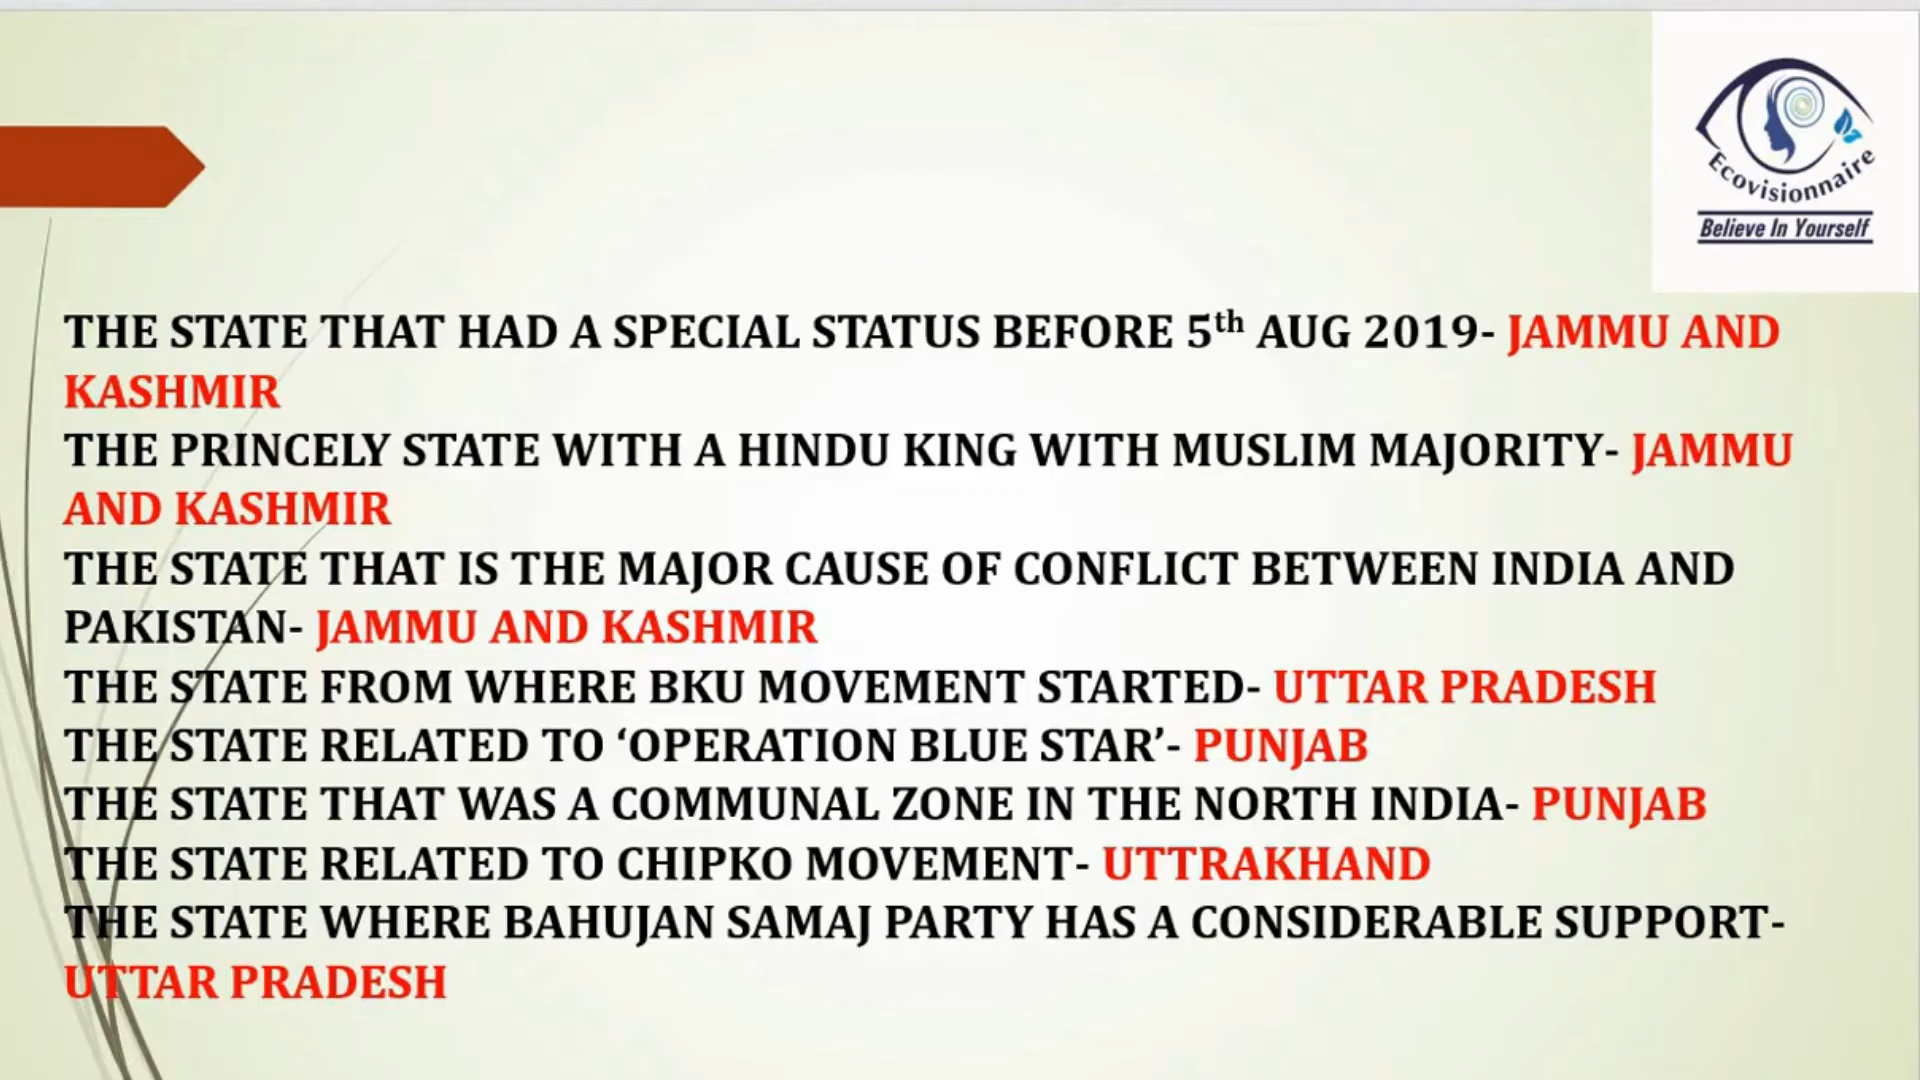 Ecovisionnaire
Believe In Yourself
THE STATE THAT HAD A SPECIAL STATUS BEFORE 5th AUG 2019- JAMMU AND
KASHMIR
THE PRINCELY STATE WITH A HINDU KING WITH MUSLIM MAJORITY- JAMMU
AND KASHMIR
THE STATE THAT IS THE MAJOR CAUSE OF CONFLICT BETWEEN INDIA AND
PAKISTAN- JAMMU AND KASHMIR
THE STATE FROM WHERE BKU MOVEMENT STARTED- UTTAR PRADESH
THE STATE RELATED TO ‘OPERATION BLUE STAR’- PUNJAB
THE STATE THAT WAS A COMMUNAL ZONE IN THE NORTH INDIA- PUNJAB
THE STATE RELATED TO CHIPKO MOVEMENT- UTTRAKHAND
THE STATE WHERE BAHUJAN SAMAJ PARTY HAS A CONSIDERABLE SUPPORT-
UTTAR PRADESH